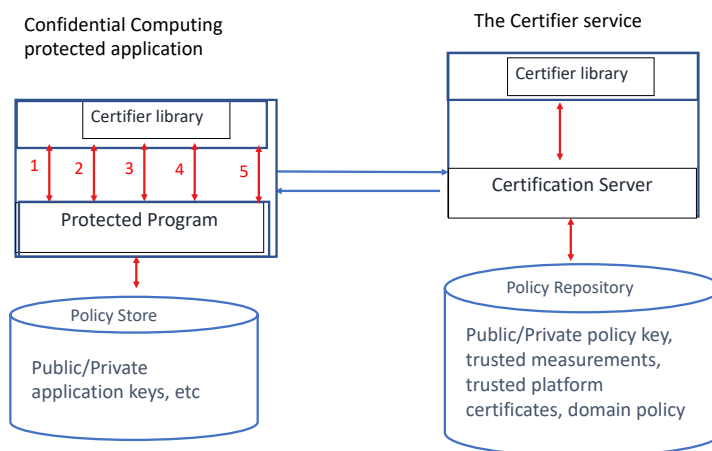 Confidential Computing
protected application
The Certifier service
Certifier library
Certifier library
1 2 3 4 5
Certification Server
Protected Program
Policy Store
Policy Repository
Public/Private
application keys, etc
Public/Private policy key,
trusted measurements,
trusted platform
certificates, domain policy